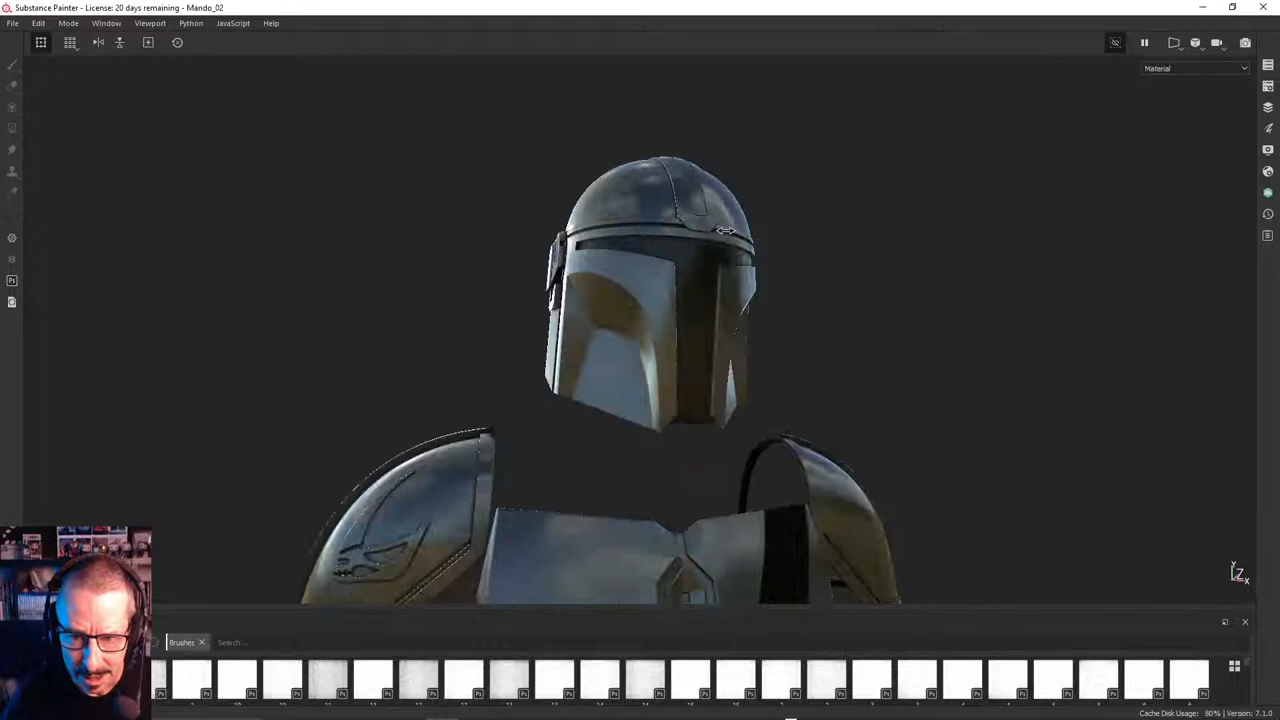 Substance Painter - License: 20 days remaining - Mando_02
File Edit Mode Window Viewport Python JavaScript Help
Material
Y
Z
X
Brushes
Search...
Cache Disk Usage: 80% | Version: 7.1.0